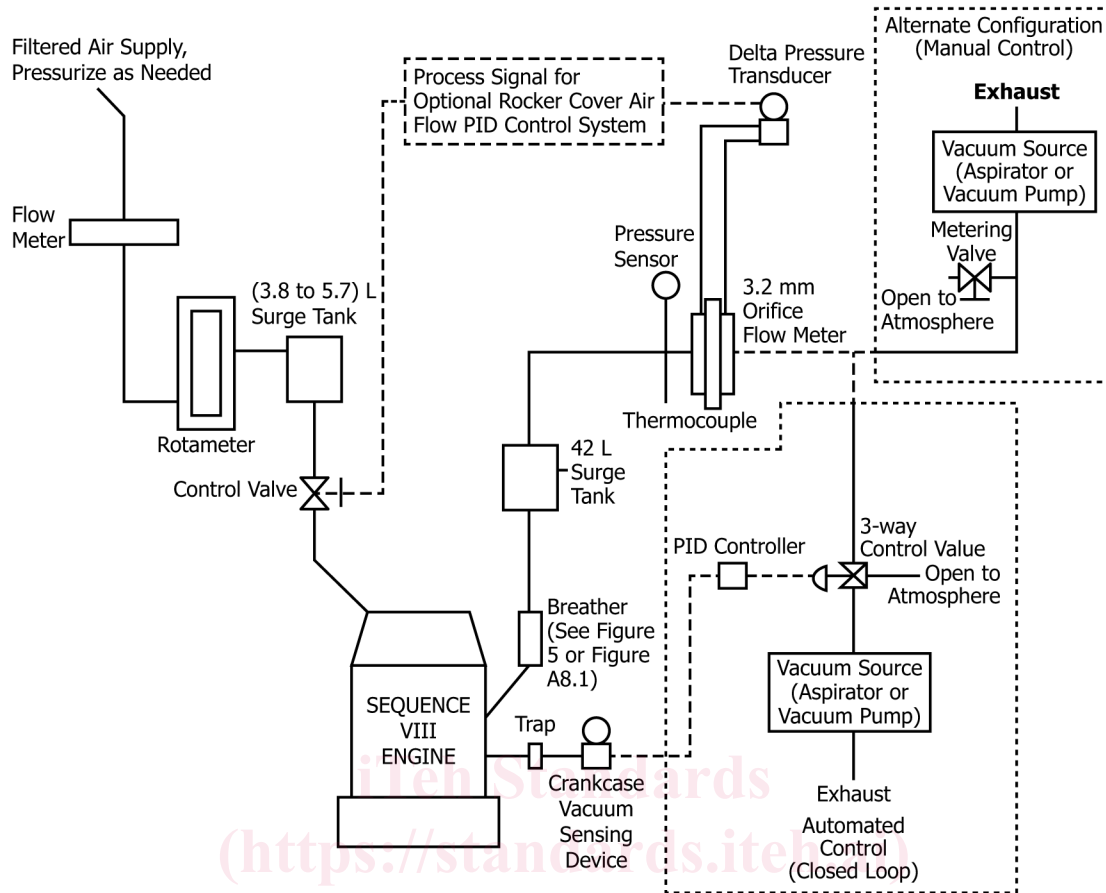 Filtered Air Supply,
Pressurize as Needed
Process Signal for
Optional Rocker Cover Air
Flow PID Control System
Delta Pressure
Transducer
Alternate Configuration
(Manual Control)
Exhaust
Vacuum Source
(Aspirator or
Vacuum Pump)
Metering
Valve
Open to
Atmosphere
Flow
Meter
Pressure
Sensor
(3.8 to 5.7) L
Surge Tank
3.2 mm
Orifice
Flow Meter
Rotameter
Thermocouple
42 L
Surge
Tank
Control Valve
PID Controller
3-way
Control Value
Open to
Atmosphere
Breather
(See Figure
5 or Figure
A8.1)
Vacuum Source
(Aspirator or
Vacuum Pump)
SEQUENCE
VIII
ENGINE
Trap
Crankcase
Vacuum
Sensing
Device
Exhaust
Automated
Control
(Closed Loop)
iTeh Standards
(https://standards.iteh.ai)